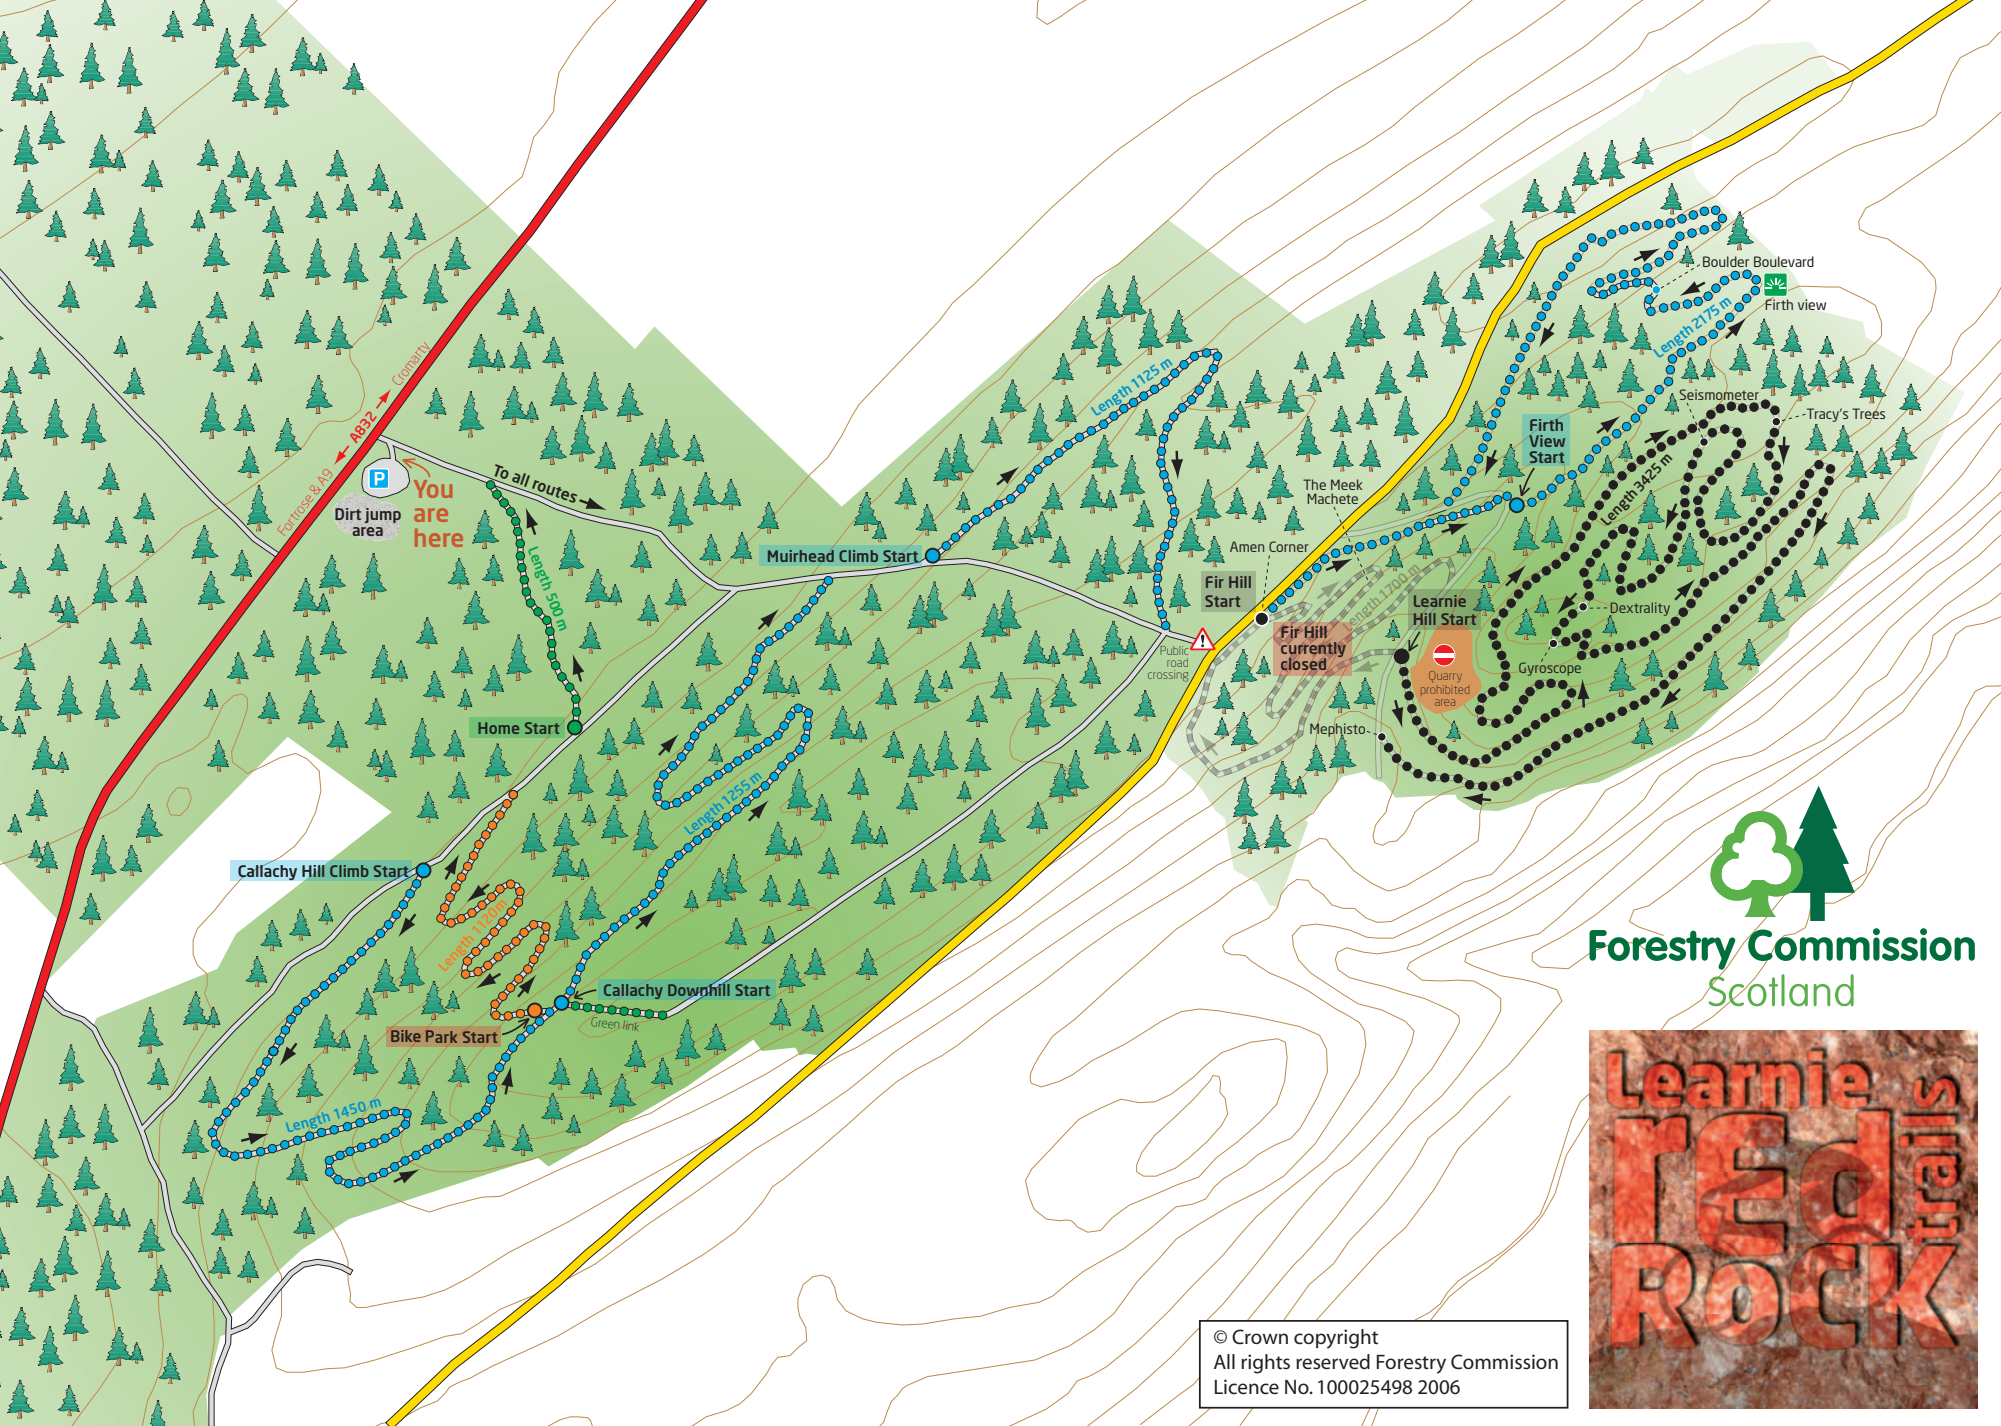 Boulder Boulevard
Firth view
Length 2175 m
Cromarty
A832
Fortrose & A9
P
You
are
here
Dirt jump
area
To all routes
Length 500 m
Home Start
Muirhead Climb Start
Length 1125 m
The Meek
Machete
Amen Corner
Fir Hill
Start
Firth
View
Start
Seismometer
Tracy's Trees
Length 3425 m
Length 1700 m
Learnie
Hill Start
Fir Hill
currently
closed
!
Public
road
crossing
Dextrality
Gyroscope
Quarry
prohibited
area
Mephisto
Length 1255 m
Callachy Hill Climb Start
Length 1120m
Callachy Downhill Start
Green link
Bike Park Start
Length 1450 m
Forestry Commission
Scotland
Learnie
rEd
RoCK
trails
© Crown copyright
All rights reserved Forestry Commission
Licence No. 100025498 2006